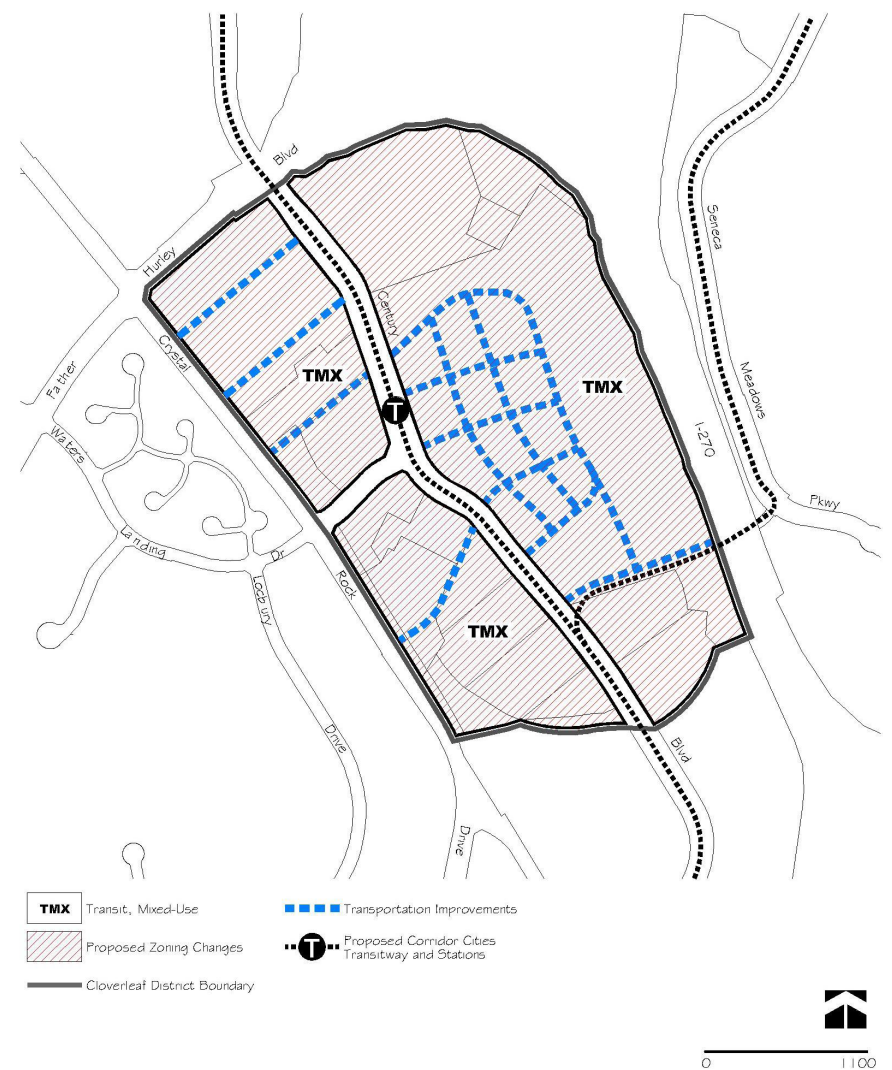 Blvd
Hurley
Seneca
Century
Crystal
Father
TMX
TMX
Meadows
I-270
T
Waters
Pkwy
Landing
Dr
Rock
Locbury
TMX
Drive
Blvd
Drive
TMX Transit, Mixed-Use
Proposed Zoning Changes
Cloverleaf District Boundary
Transportation Improvements
T Proposed Corridor Cities
Transitway and Stations
0 1100